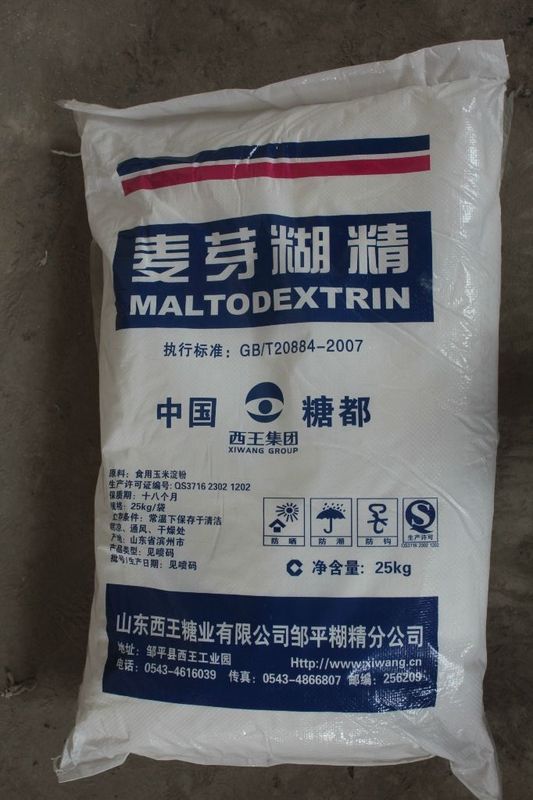 麦芽糊精
MALTODEXTRIN
执行标准：GB/T20884-2007
中国 糖都
西王集团
XIWANG GROUP
原料：食用玉米淀粉
生产许可证编号：QS3716 2302 1202
保质期：十八个月
规格：25kg/袋
贮存条件：常温下保存于清洁
阴凉、通风、干燥处
产地：山东省滨州市
产品类型：见喷码
批号/生产日期：见喷码
防晒 防潮 防钩 生产许可
QS3716 2302 1202
净含量：25kg
山东西王糖业有限公司邹平糊精分公司
地址：邹平县西王工业园 Http://www.xiwang.cn
电话：0543-4616039 传真：0543-4866807 邮编：256209